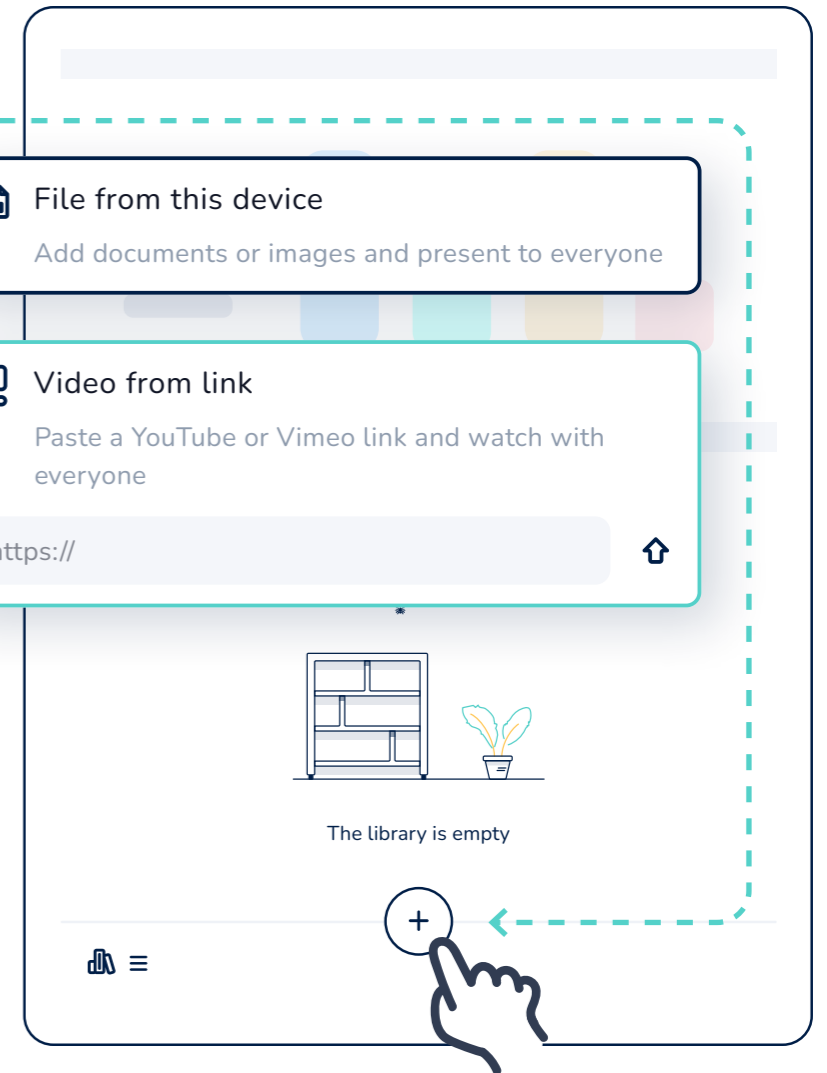 File from this device
Add documents or images and present to everyone
Video from link
Paste a YouTube or Vimeo link and watch with
everyone
ttps://
The library is empty